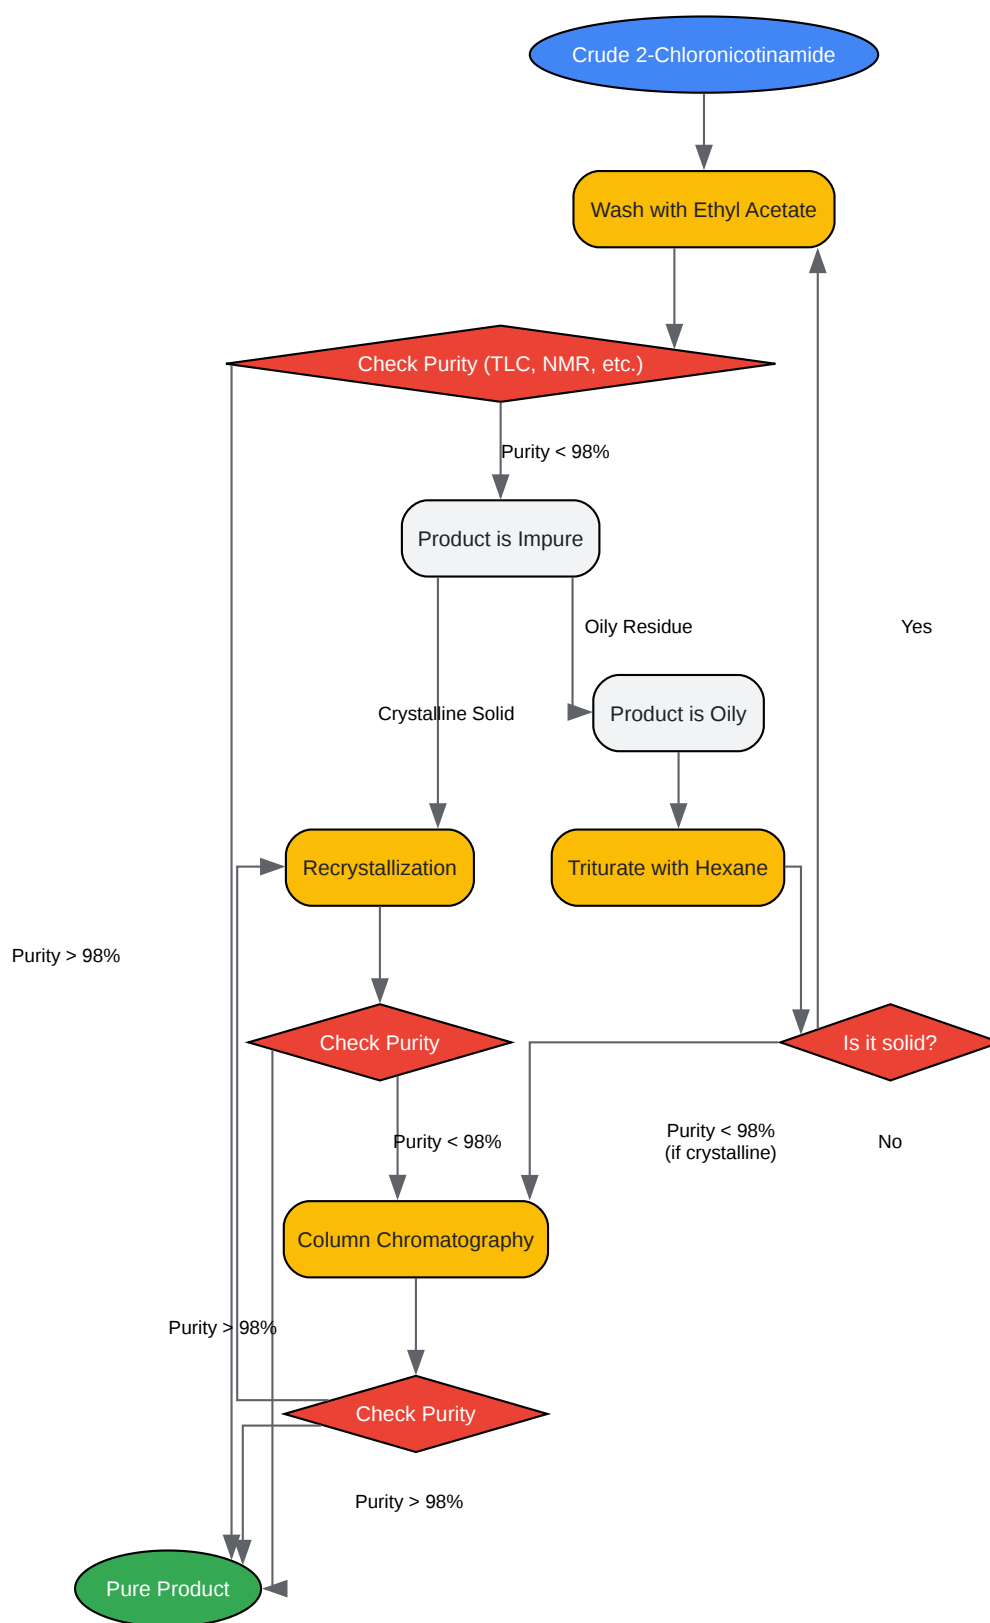 Crude 2-Chloronicotinamide
Wash with Ethyl Acetate
Check Purity (TLC, NMR, etc.)
Purity < 98%
Product is Impure
Oily Residue
Yes
Crystalline Solid
Product is Oily
Recrystallization
Triturate with Hexane
Purity > 98%
Check Purity
Is it solid?
Purity < 98%
Purity < 98%
(if crystalline)
No
Column Chromatography
Purity > 98%
Check Purity
Purity > 98%
Pure Product